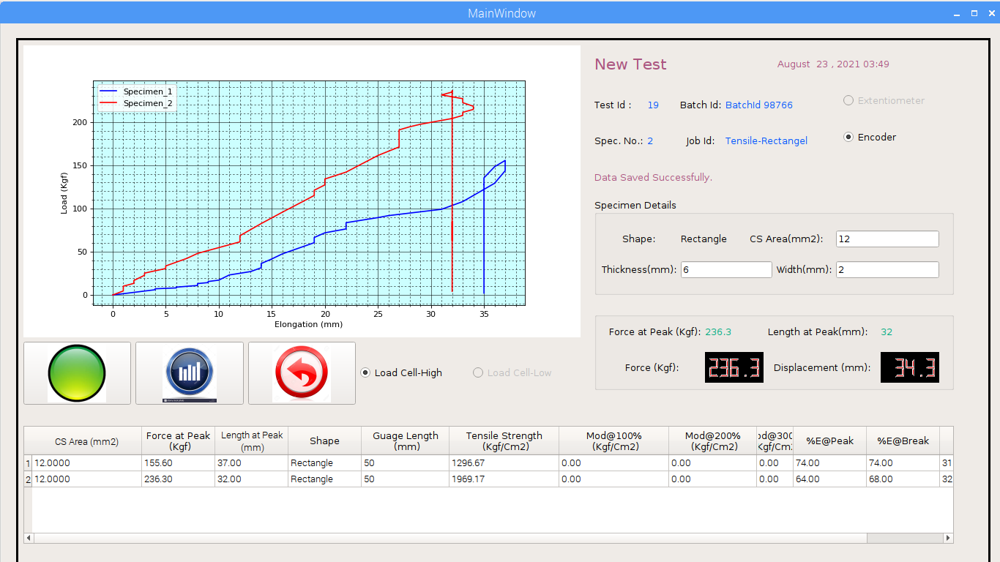 MainWindow
New Test
August 23 , 2021 03:49
Specimen_1
Specimen_2
200
150
100
50
0
Load (Kgf)
0 5 10 15 20 25 30 35
Elongation (mm)
Test Id : 19 Batch Id: BatchId 98766
Extentiometer
Spec. No.: 2 Job Id: Tensile-Rectangel
Encoder
Data Saved Successfully.
Specimen Details
Shape: Rectangle CS Area(mm2): 12
Thickness(mm): 6 Width(mm): 2
Force at Peak (Kgf): 236.3 Length at Peak(mm): 32
Force (Kgf): 236.3 Displacement (mm): 34.3
Load Cell-High Load Cell-Low
CS Area (mm2) Force at Peak (Kgf) Length at Peak (mm) Shape Guage Length (mm) Tensile Strength (Kgf/Cm2) Mod@100% (Kgf/Cm2) Mod@200% (Kgf/Cm2) %E@Peak %E@Break
1 12.0000 155.60 37.00 Rectangle 50 1296.67 0.00 0.00 0.00 74.00 74.00 31
2 12.0000 236.30 32.00 Rectangle 50 1969.17 0.00 0.00 0.00 64.00 68.00 32